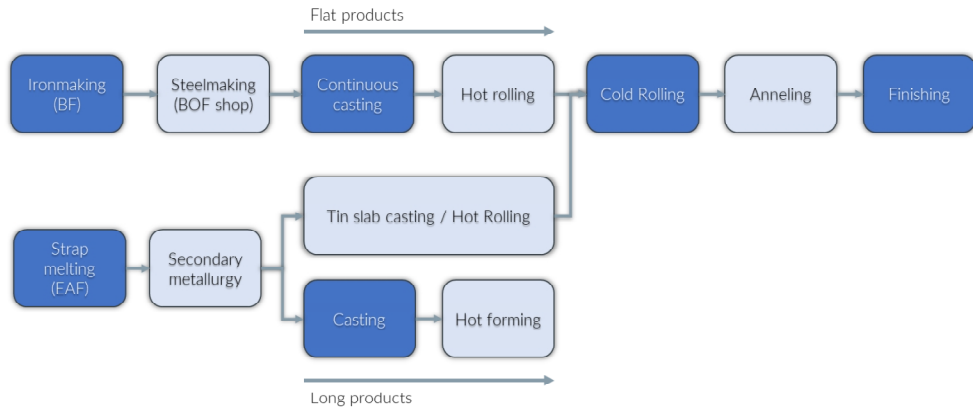 Flat products
Ironmaking
(BF)
Steelmaking
(BOF shop)
Continuous
casting
Hot rolling
Cold Rolling
Anneling
Finishing
Tin slab casting / Hot Rolling
Strap
melting
(EAF)
Secondary
metallurgy
Casting
Hot forming
Long products